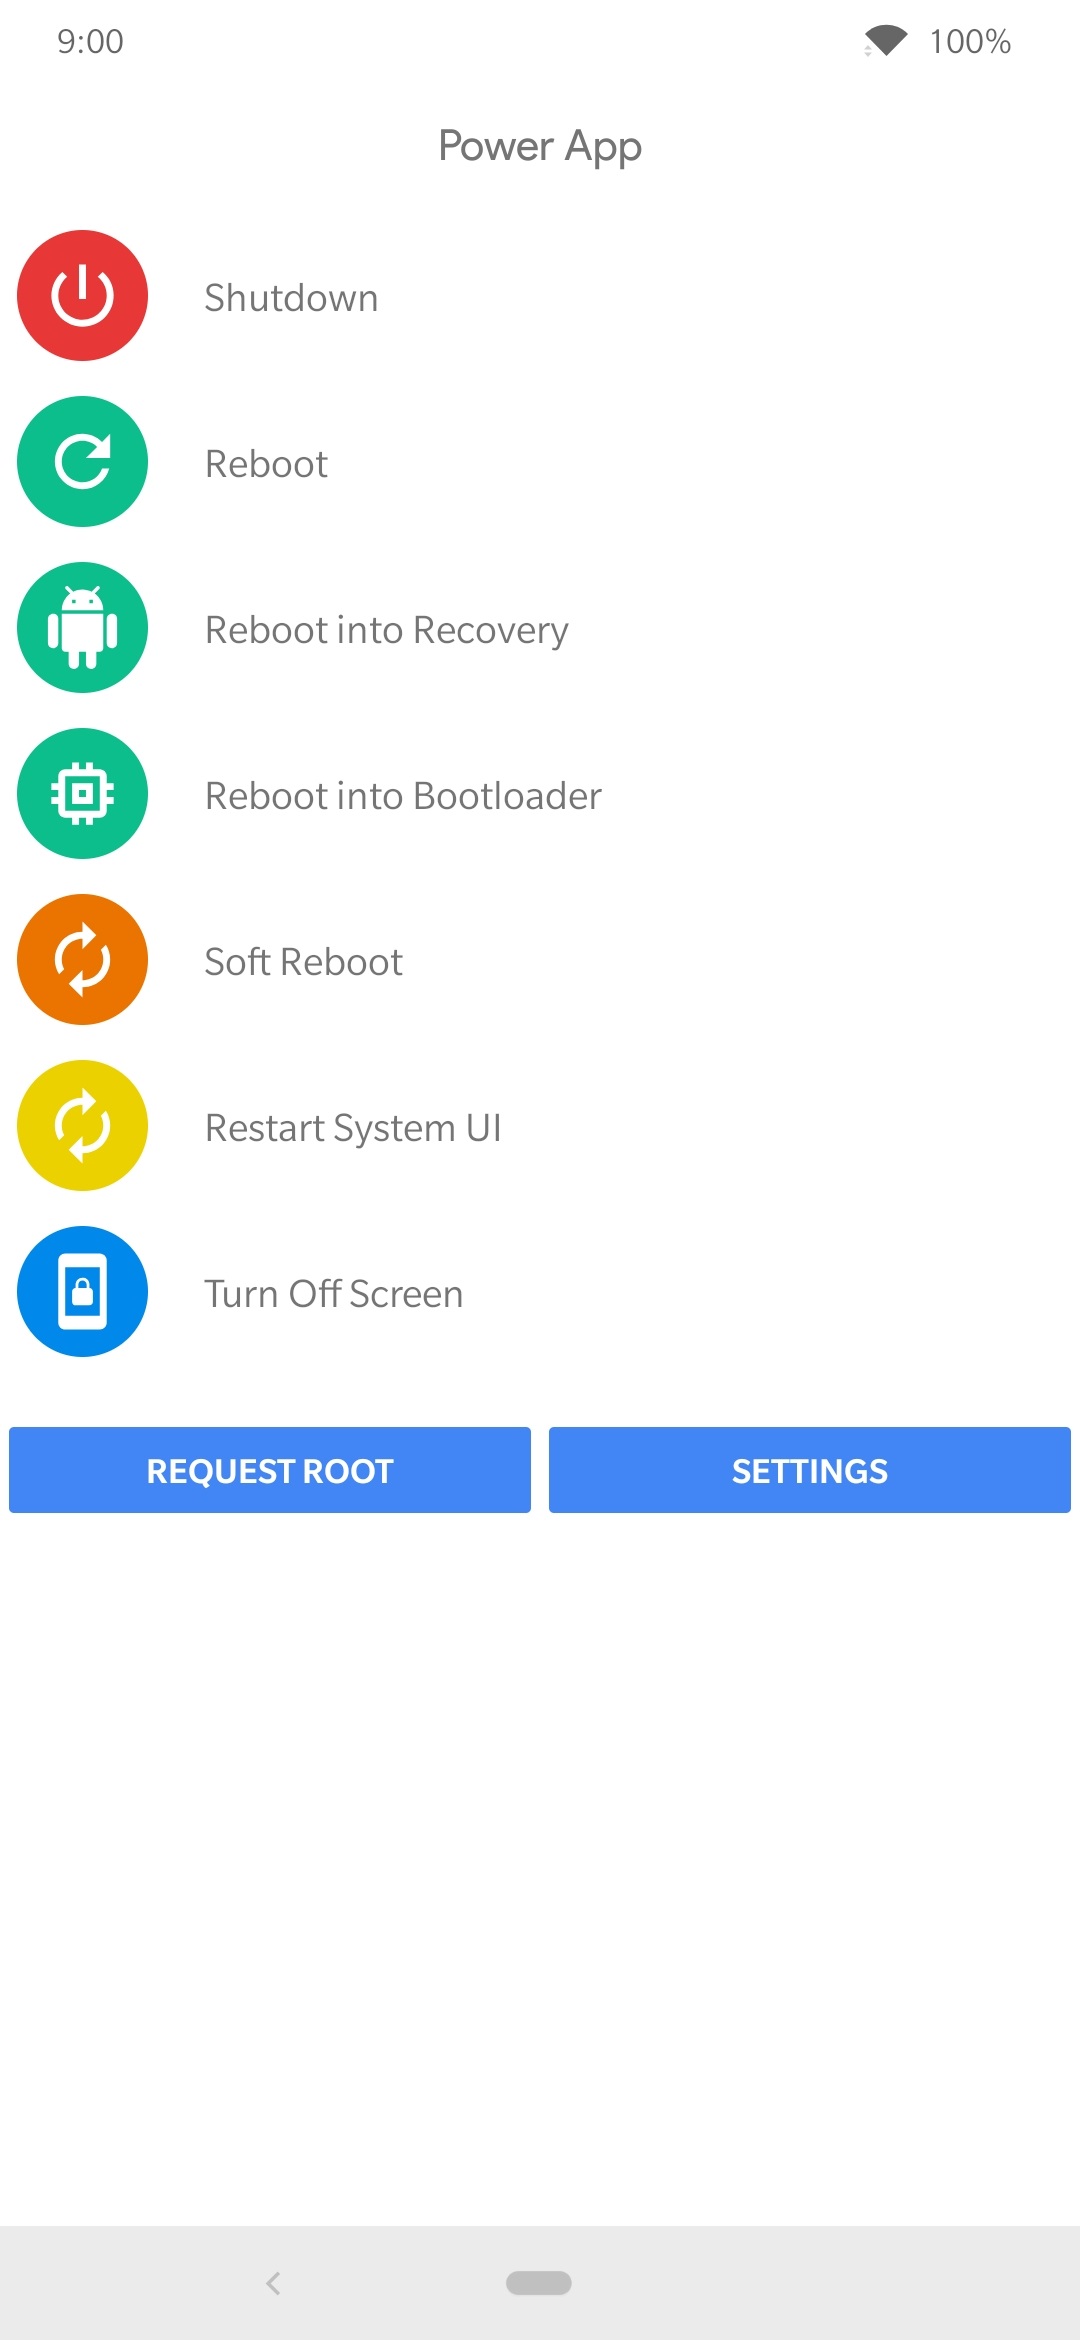 9:00 100%
Power App
Shutdown
Reboot
Reboot into Recovery
Reboot into Bootloader
Soft Reboot
Restart System UI
Turn Off Screen
REQUEST ROOT SETTINGS